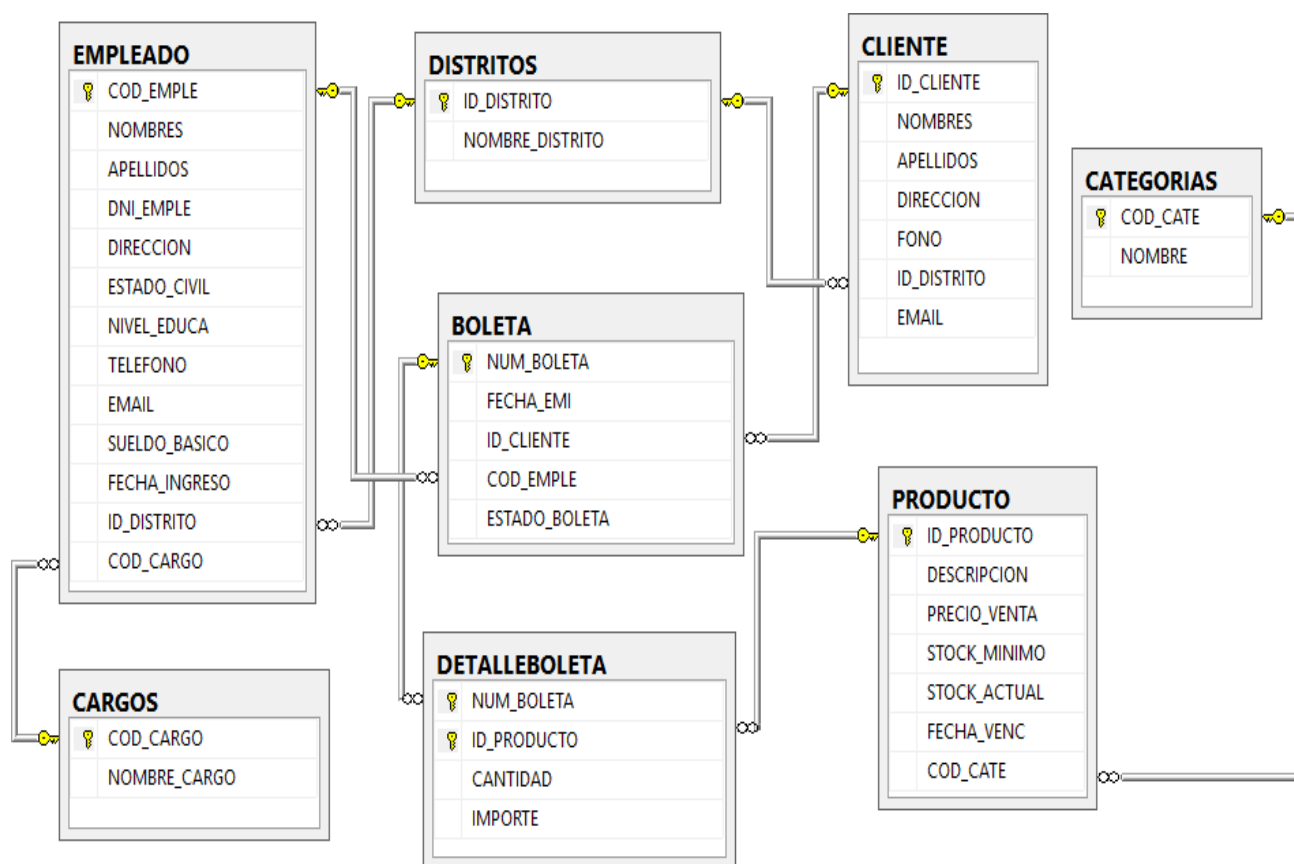 EMPLEADO
COD_EMPLE
NOMBRES
APELLIDOS
DNI_EMPLE
DIRECCION
ESTADO_CIVIL
NIVEL_EDUCA
TELEFONO
EMAIL
SUELDO_BASICO
FECHA_INGRESO
ID_DISTRITO
COD_CARGO
CARGOS
COD_CARGO
NOMBRE_CARGO
DISTRITOS
ID_DISTRITO
NOMBRE_DISTRITO
BOLETA
NUM_BOLETA
FECHA_EMI
ID_CLIENTE
COD_EMPLE
ESTADO_BOLETA
DETALLEBOLETA
NUM_BOLETA
ID_PRODUCTO
CANTIDAD
IMPORTE
CLIENTE
ID_CLIENTE
NOMBRES
APELLIDOS
DIRECCION
FONO
ID_DISTRITO
EMAIL
PRODUCTO
ID_PRODUCTO
DESCRIPCION
PRECIO_VENTA
STOCK_MINIMO
STOCK_ACTUAL
FECHA_VENC
COD_CATE
CATEGORIAS
COD_CATE
NOMBRE